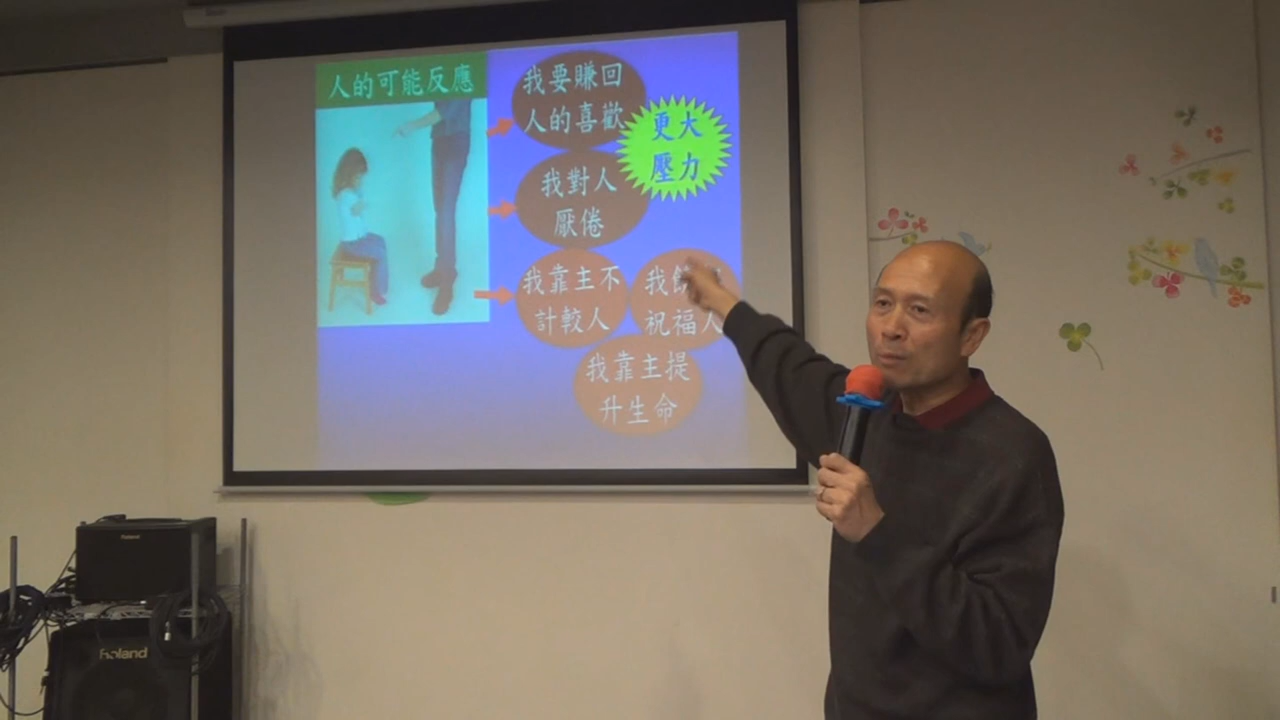 人的可能反應
我要賺回
人的喜歡
更大
壓力
我對人
厭倦
我靠主不
計較人
我
祝福人
我靠主提
升生命
Roland
Roland